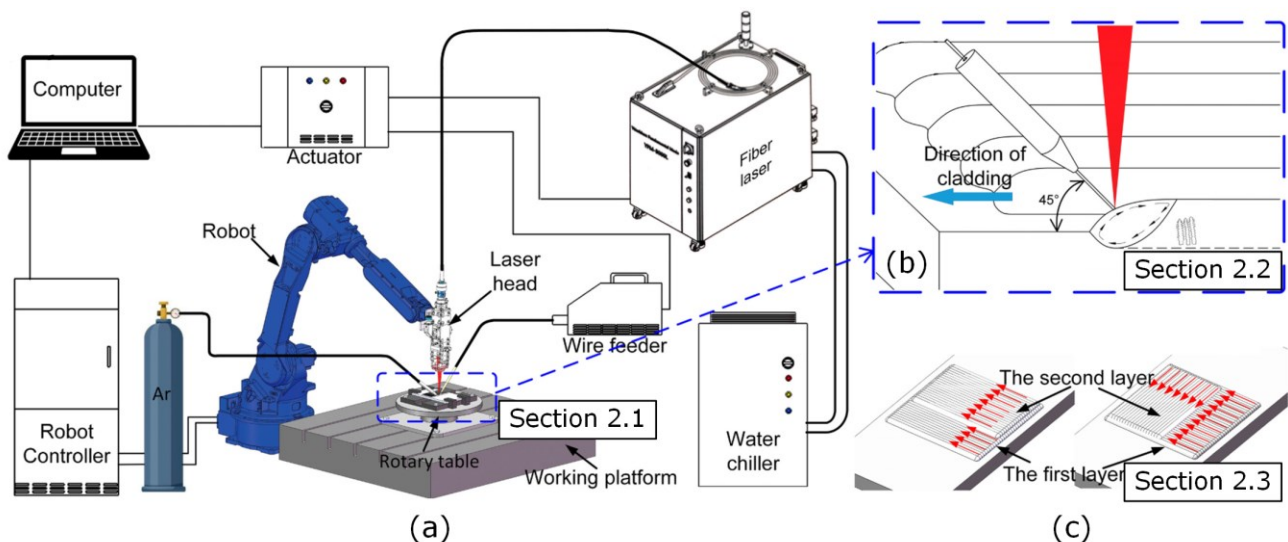 Computer
Actuator
Fiber
laser
Robot
Laser
head
Wire feeder
Ar
Robot
Controller
Section 2.1
Rotary table
Working platform
Water
chiller
(a)
Direction of
cladding
45°
(b)
Section 2.2
The second layer
The first layer
Section 2.3
(c)